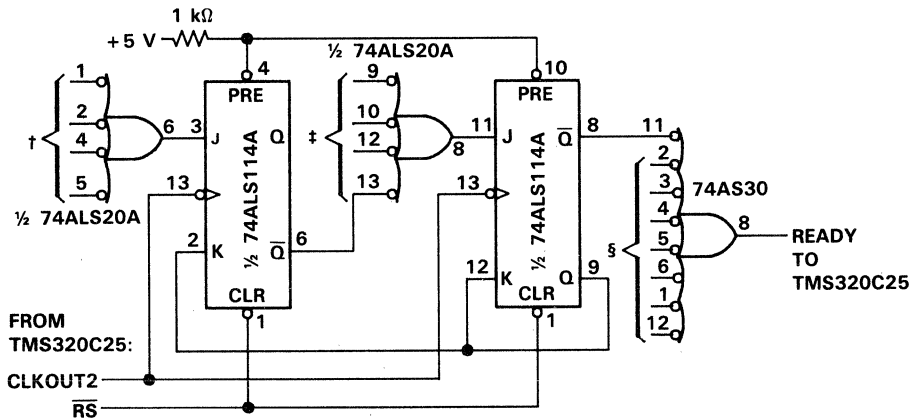 1 kΩ
+5 V
½ 74ALS20A
4
10
1
2
4
5
6
†
½ 74ALS20A
3
J
PRE
Q
13
½ 74ALS114A
2
K
Q̅
6
CLR
1
9
10
12
13
‡
8
11
J
PRE
Q̅
8
13
½ 74ALS114A
12
K
Q
9
CLR
1
11
2
3
4
5
6
1
12
§
74AS30
8
READY
TO
TMS320C25
FROM
TMS320C25:
CLKOUT2
R̅S̅